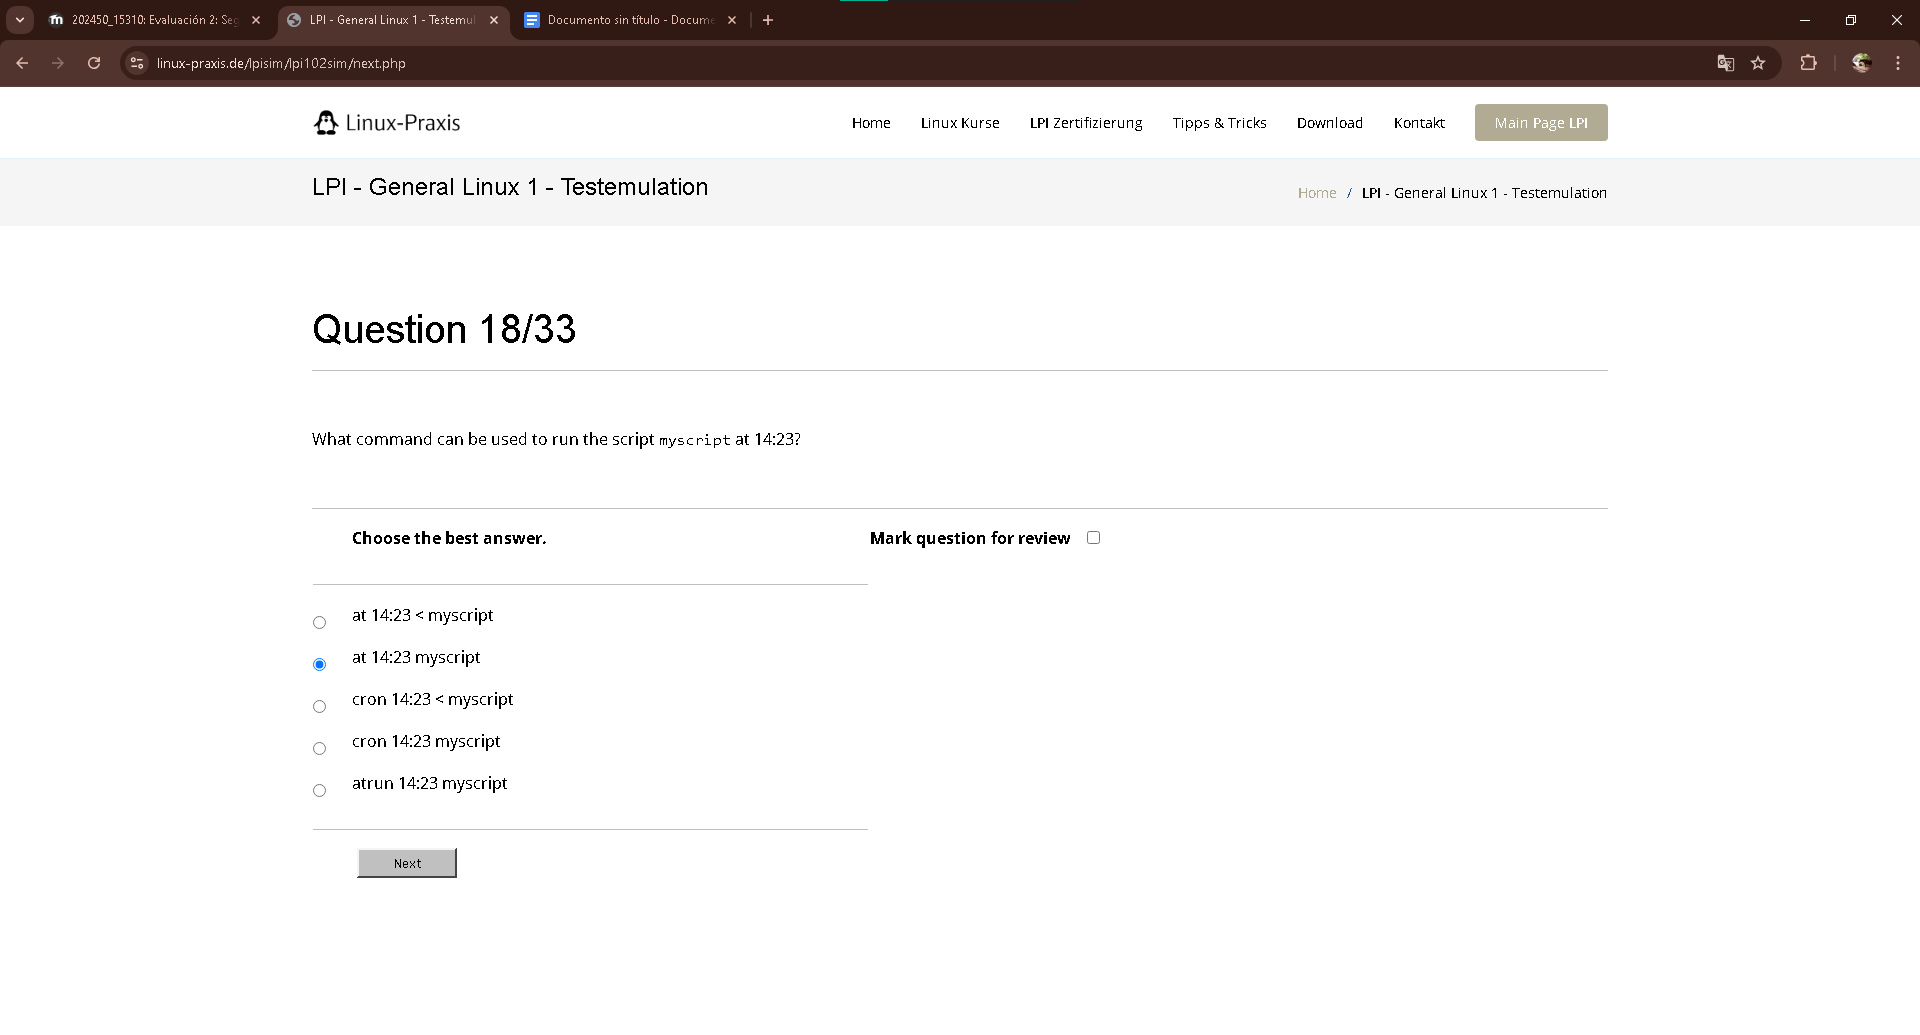 202450_15310: Evaluación 2: Seg
LPI - General Linux 1 - Testemul
Documento sin título - Docume
linux-praxis.de/lpisim/lpi102sim/next.php
Linux-Praxis
Home
Linux Kurse
LPI Zertifizierung
Tipps & Tricks
Download
Kontakt
Main Page LPI
LPI - General Linux 1 - Testemulation
Home / LPI - General Linux 1 - Testemulation
Question 18/33
What command can be used to run the script myscript at 14:23?
Choose the best answer.
Mark question for review
at 14:23 < myscript
at 14:23 myscript
cron 14:23 < myscript
cron 14:23 myscript
atrun 14:23 myscript
Next